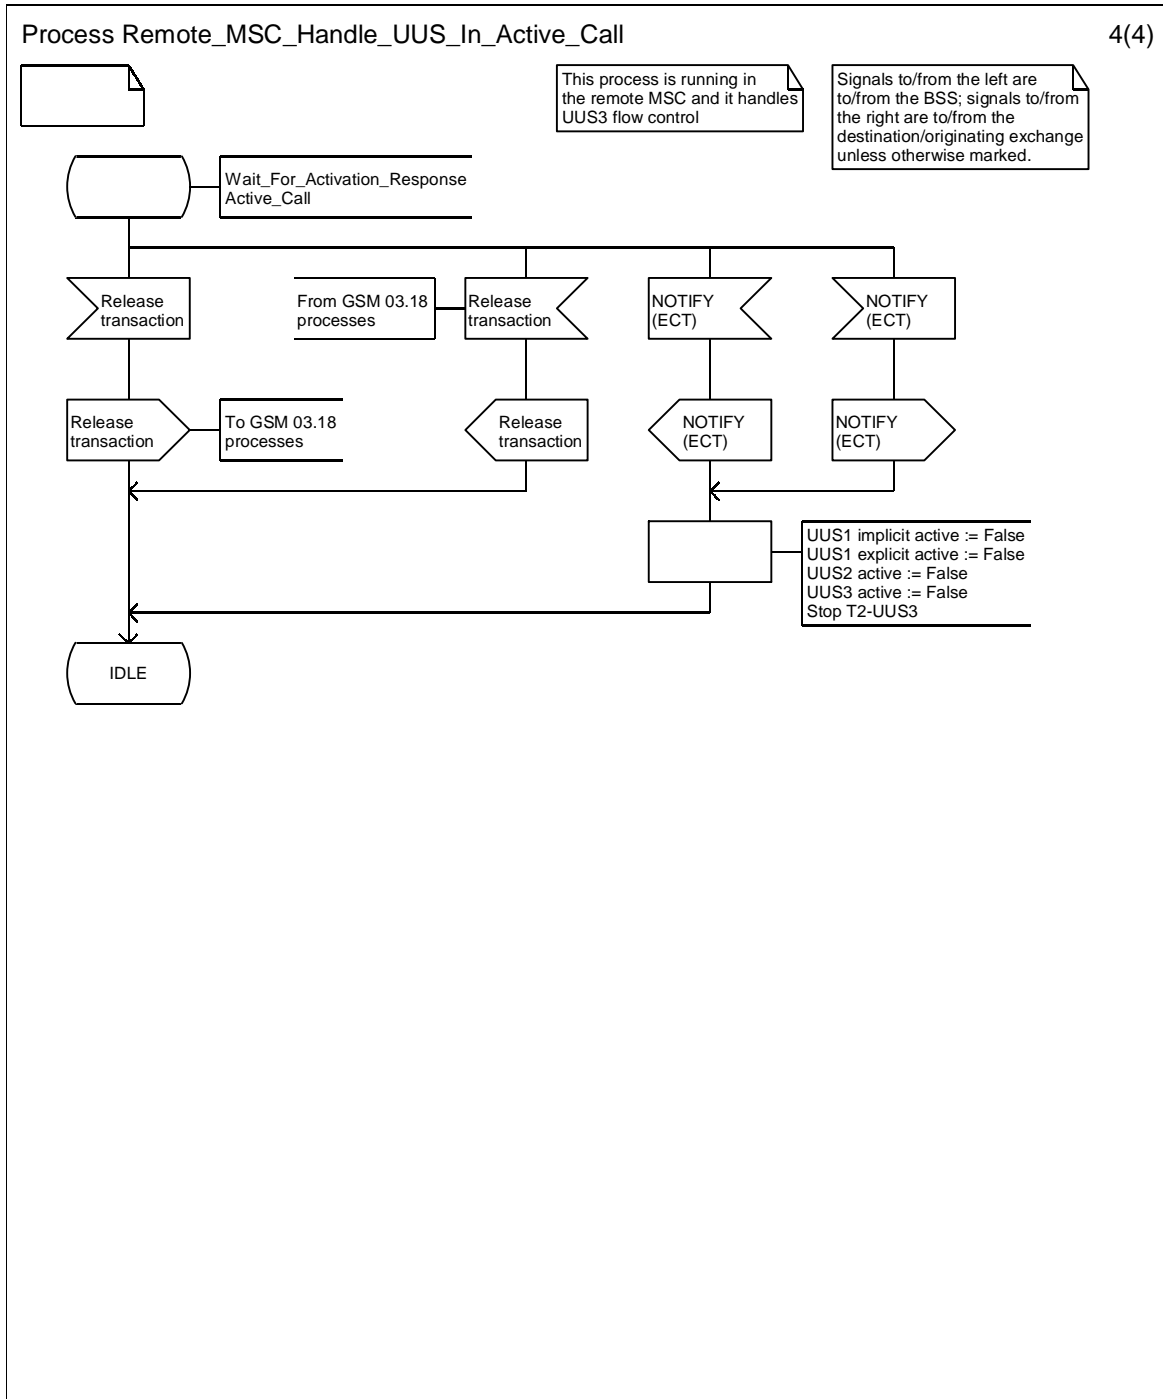 Process Remote_MSC_Handle_UUS_In_Active_Call
4(4)
This process is running in
the remote MSC and it handles
UUS3 flow control
Signals to/from the left are
to/from the BSS; signals to/from
the right are to/from the
destination/originating exchange
unless otherwise marked.
Wait_For_Activation_Response
Active_Call
Release
transaction
From GSM 03.18
processes
Release
transaction
NOTIFY
(ECT)
NOTIFY
(ECT)
Release
transaction
To GSM 03.18
processes
Release
transaction
NOTIFY
(ECT)
NOTIFY
(ECT)
UUS1 implicit active := False
UUS1 explicit active := False
UUS2 active := False
UUS3 active := False
Stop T2-UUS3
IDLE